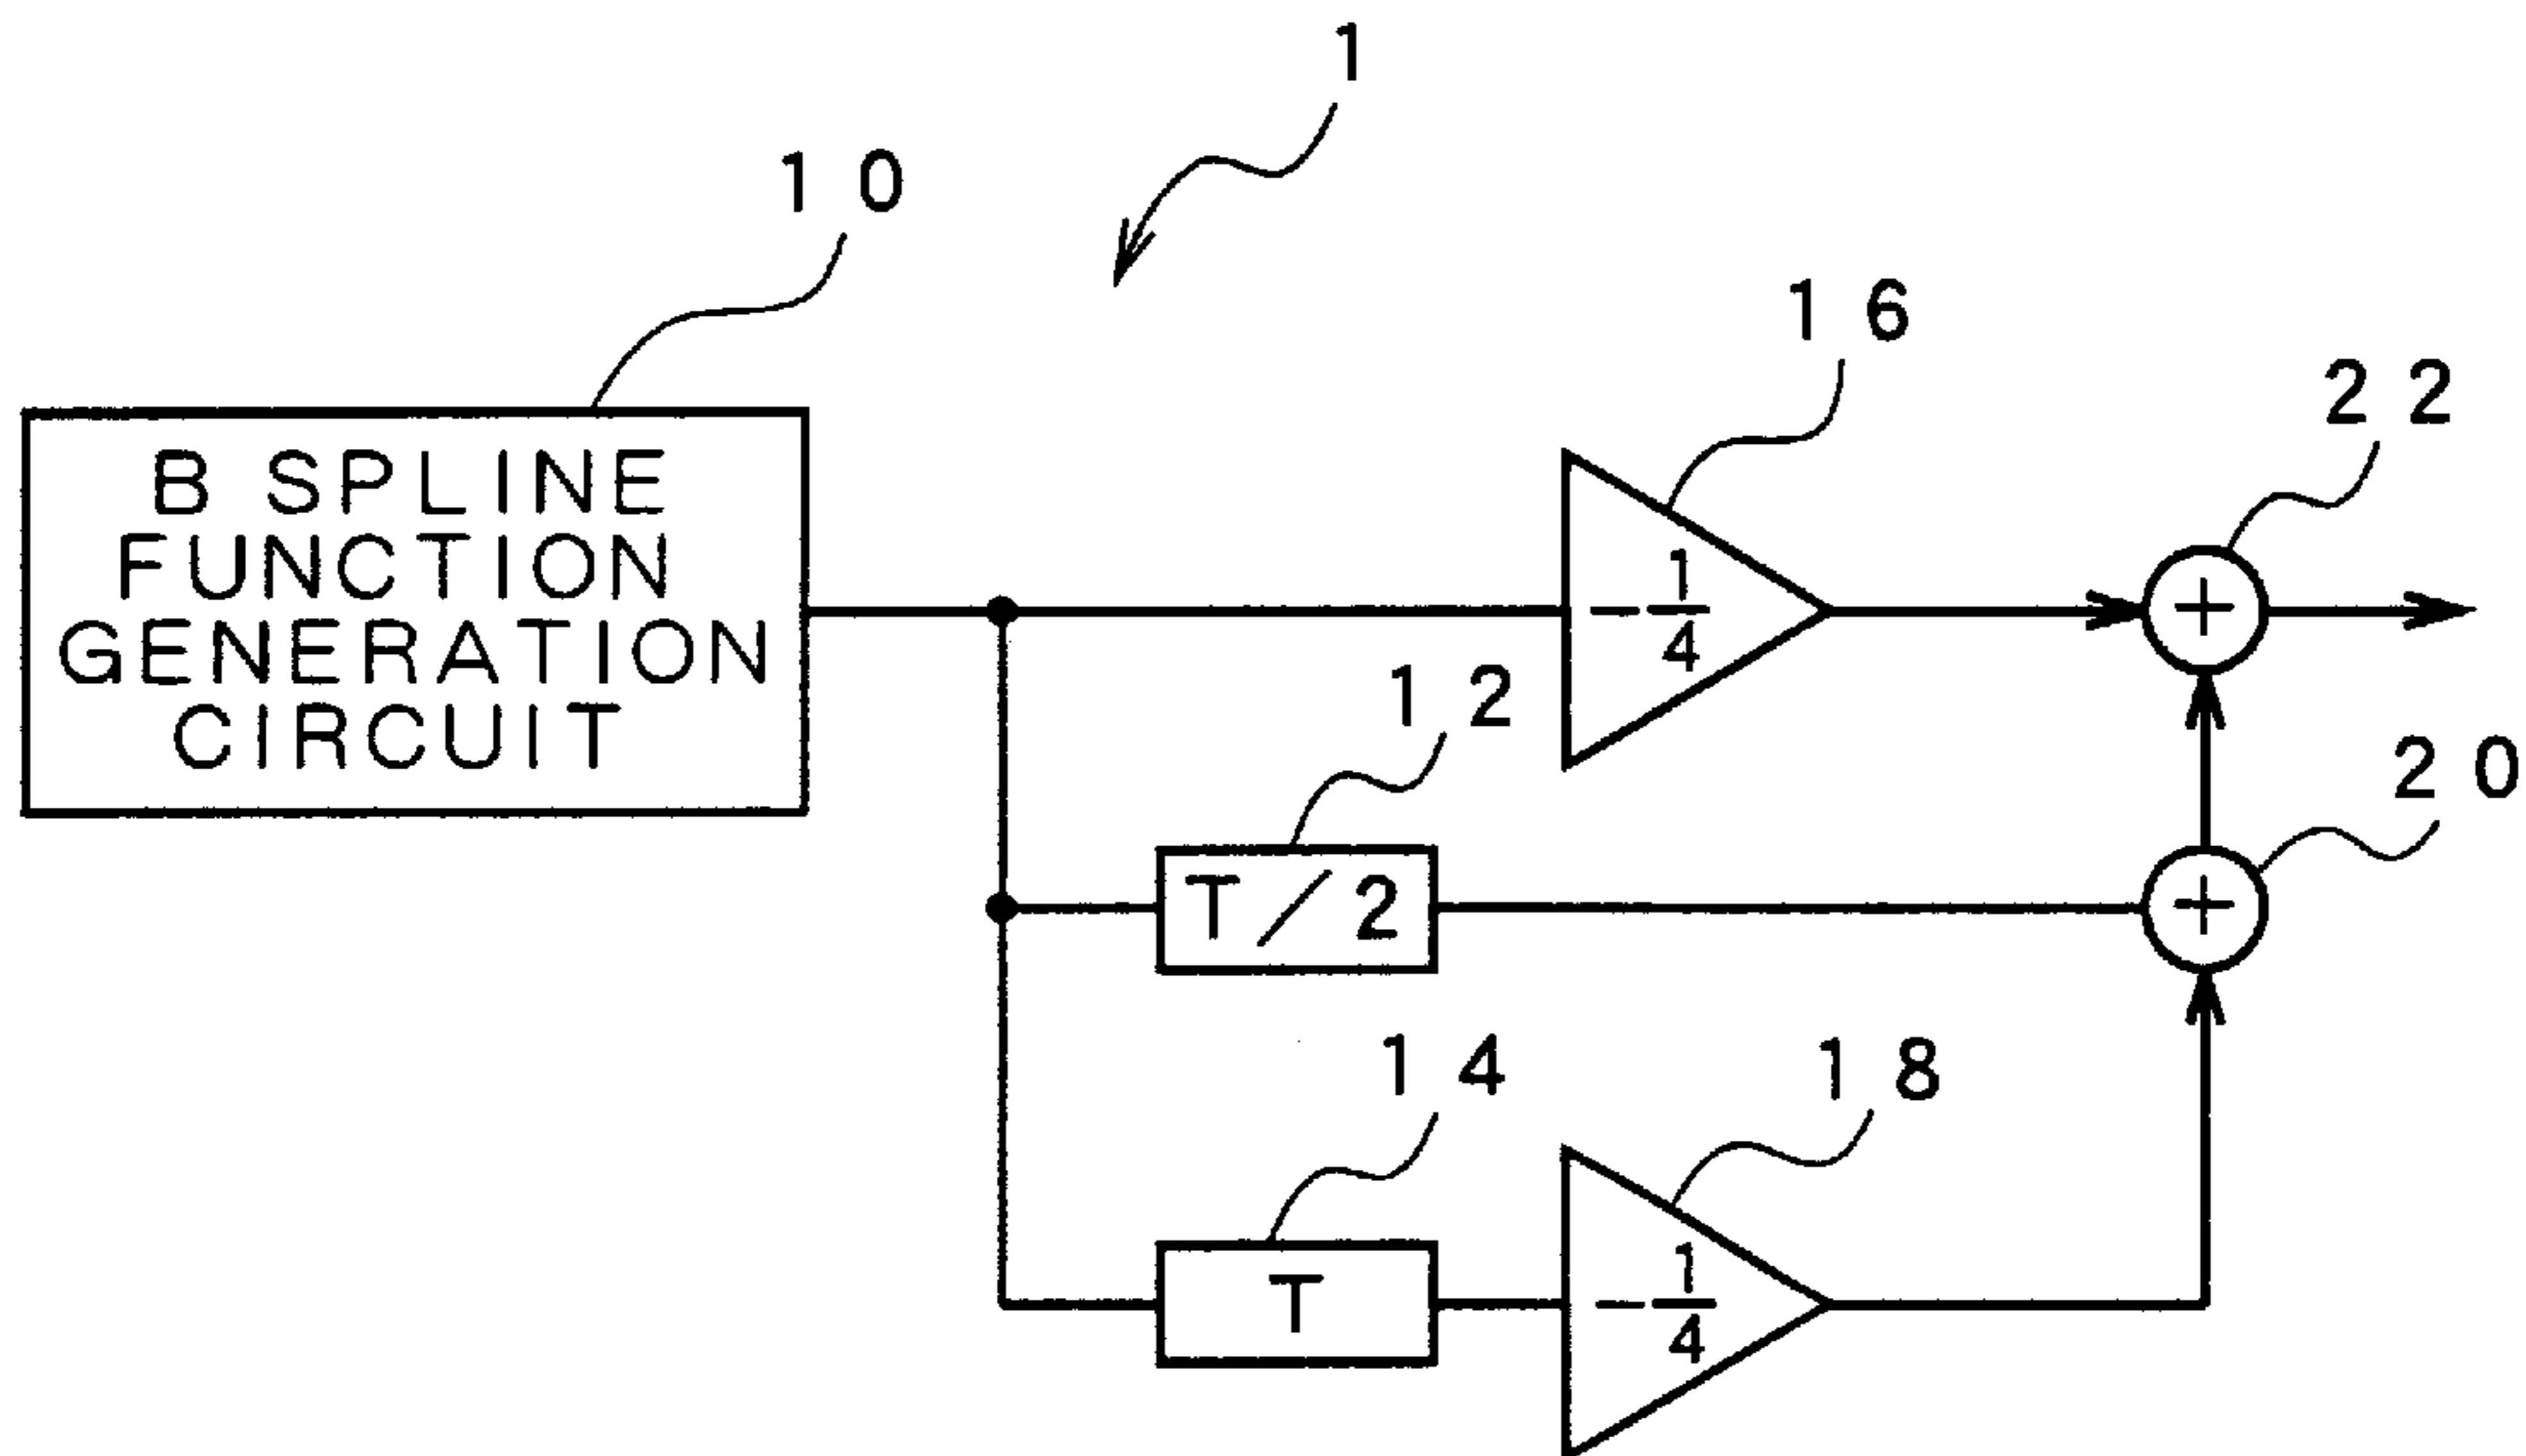 1
10
16
22
B SPLINE
FUNCTION
GENERATION
CIRCUIT
-1/4
+
12
20
T/2
+
14
18
T
-1/4